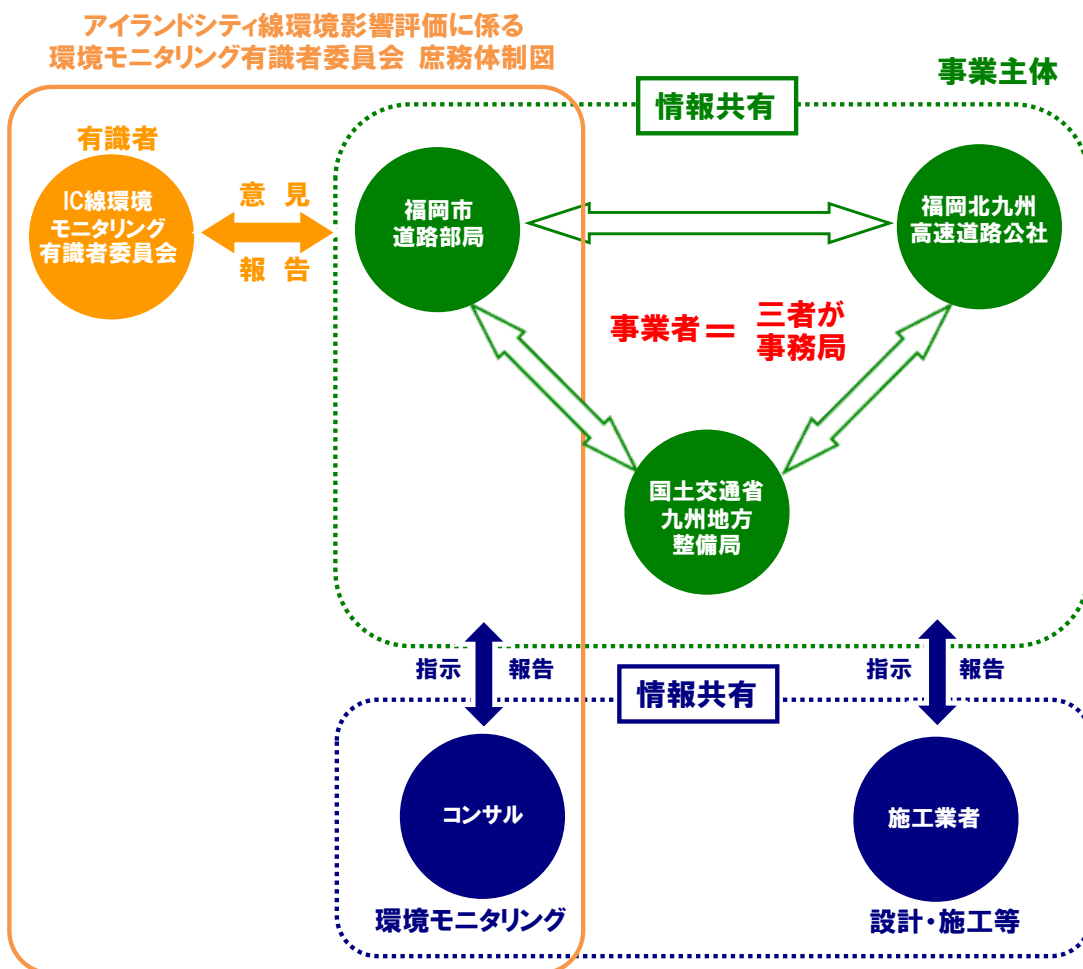 アイランドシティ線環境影響評価に係る
環境モニタリング有識者委員会 庶務体制図
事業主体
情報共有
有識者
IC線環境
モニタリング
有識者委員会
意 見
報 告
福岡市
道路部局
福岡北九州
高速道路公社
事業者＝ 三者が
事務局
国土交通省
九州地方
整備局
指示 報告
指示 報告
情報共有
コンサル
施工業者
環境モニタリング
設計・施工等